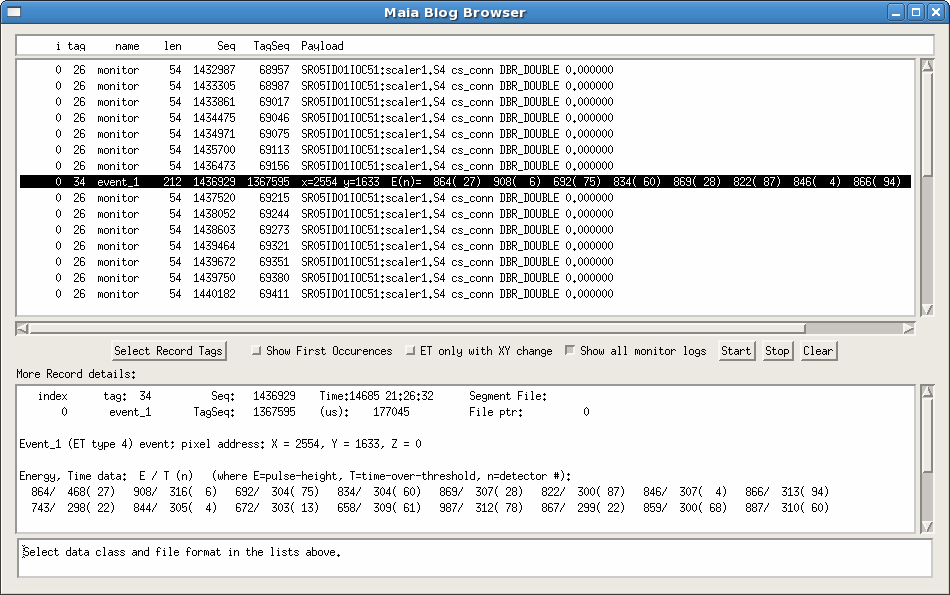 Maia Blog Browser
i tag name len Seq TagSeq Payload
0 26 monitor 54 1432987 68957 SR05ID01IOC51:scaler1.S4 cs_conn DBR_DOUBLE 0.000000
0 26 monitor 54 1433305 68987 SR05ID01IOC51:scaler1.S4 cs_conn DBR_DOUBLE 0.000000
0 26 monitor 54 1433861 69017 SR05ID01IOC51:scaler1.S4 cs_conn DBR_DOUBLE 0.000000
0 26 monitor 54 1434475 69046 SR05ID01IOC51:scaler1.S4 cs_conn DBR_DOUBLE 0.000000
0 26 monitor 54 1434971 69075 SR05ID01IOC51:scaler1.S4 cs_conn DBR_DOUBLE 0.000000
0 26 monitor 54 1435700 69113 SR05ID01IOC51:scaler1.S4 cs_conn DBR_DOUBLE 0.000000
0 26 monitor 54 1436473 69156 SR05ID01IOC51:scaler1.S4 cs_conn DBR_DOUBLE 0.000000
0 34 event_1 212 1436929 1367595 x=2554 y=1633 E(n)= 864( 27) 908( 6) 692( 75) 834( 60) 869( 28) 822( 87) 846( 4) 866( 94)
0 26 monitor 54 1437520 69215 SR05ID01IOC51:scaler1.S4 cs_conn DBR_DOUBLE 0.000000
0 26 monitor 54 1438052 69244 SR05ID01IOC51:scaler1.S4 cs_conn DBR_DOUBLE 0.000000
0 26 monitor 54 1438603 69273 SR05ID01IOC51:scaler1.S4 cs_conn DBR_DOUBLE 0.000000
0 26 monitor 54 1439464 69321 SR05ID01IOC51:scaler1.S4 cs_conn DBR_DOUBLE 0.000000
0 26 monitor 54 1439672 69351 SR05ID01IOC51:scaler1.S4 cs_conn DBR_DOUBLE 0.000000
0 26 monitor 54 1439750 69380 SR05ID01IOC51:scaler1.S4 cs_conn DBR_DOUBLE 0.000000
0 26 monitor 54 1440182 69411 SR05ID01IOC51:scaler1.S4 cs_conn DBR_DOUBLE 0.000000
Select Record Tags Show First Occurences ET only with XY change Show all monitor logs Start Stop Clear
More Record details:
index tag: 34 Seq: 1436929 Time:14685 21:26:32 Segment File:
0 event_1 TagSeq: 1367595 (us): 177045 File ptr: 0
Event_1 (ET type 4) event; pixel address: X = 2554, Y = 1633, Z = 0
Energy, Time data: E / T (n) (where E=pulse-height, T=time-over-threshold, n=detector #):
864/ 468( 27) 908/ 316( 6) 692/ 304( 75) 834/ 304( 60) 869/ 307( 28) 822/ 300( 87) 846/ 307( 4) 866/ 313( 94)
743/ 298( 22) 844/ 305( 4) 672/ 303( 13) 658/ 309( 61) 987/ 312( 78) 867/ 299( 22) 859/ 300( 68) 887/ 310( 60)
Select data class and file format in the lists above.